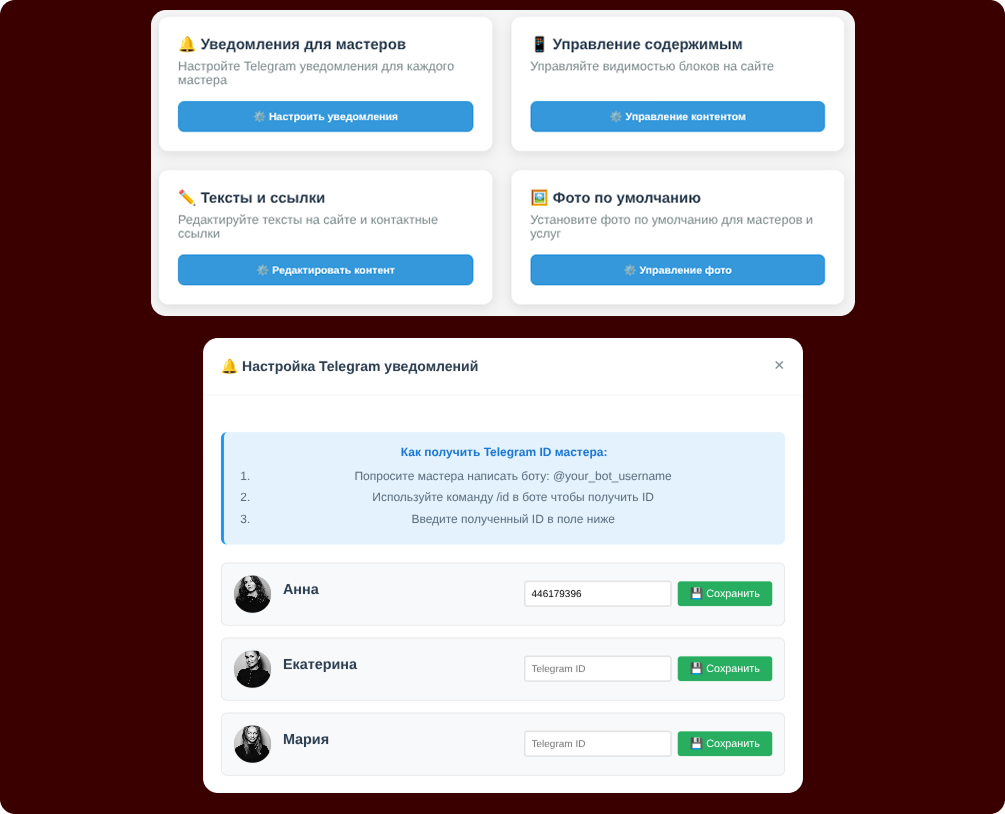 🔔 Уведомления для мастеров
Настройте Telegram уведомления для каждого
мастера
⚙️ Настроить уведомления
📱 Управление содержимым
Управляйте видимостью блоков на сайте
⚙️ Управление контентом
✏️ Тексты и ссылки
Редактируйте тексты на сайте и контактные
ссылки
⚙️ Редактировать контент
🖼️ Фото по умолчанию
Установите фото по умолчанию для мастеров и
услуг
⚙️ Управление фото
🔔 Настройка Telegram уведомлений ×
Как получить Telegram ID мастера:
1. Попросите мастера написать боту: @your_bot_username
2. Используйте команду /id в боте чтобы получить ID
3. Введите полученный ID в поле ниже
Анна 446179396 💾 Сохранить
Екатерина Telegram ID 💾 Сохранить
Мария Telegram ID 💾 Сохранить